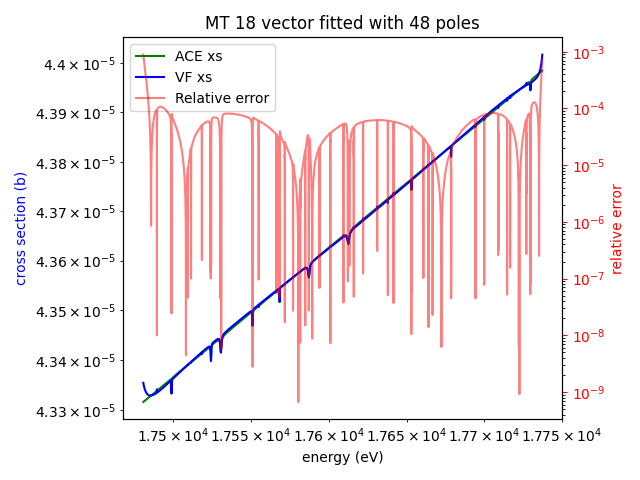 MT 18 vector fitted with 48 poles
ACE xs
VF xs
Relative error
4.4 × 10⁻⁵
4.39 × 10⁻⁵
4.38 × 10⁻⁵
4.37 × 10⁻⁵
4.36 × 10⁻⁵
4.35 × 10⁻⁵
4.34 × 10⁻⁵
4.33 × 10⁻⁵
cross section (b)
10⁻³
10⁻⁴
10⁻⁵
10⁻⁶
10⁻⁷
10⁻⁸
10⁻⁹
relative error
1.75 × 10⁴ 1.755 × 10⁴ 1.76 × 10⁴ 1.765 × 10⁴ 1.77 × 10⁴ 1.775 × 10⁴
energy (eV)